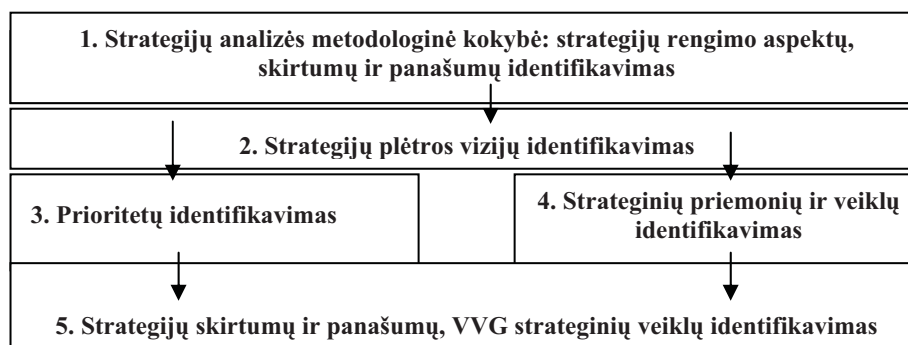 1. Strategijų analizės metodologinė kokybė: strategijų rengimo aspektų,
skirtumų ir panašumų identifikavimas
2. Strategijų plėtros vizijų identifikavimas
3. Prioritetų identifikavimas
4. Strateginių priemonių ir veiklų
identifikavimas
5. Strategijų skirtumų ir panašumų, VVG strateginių veiklų identifikavimas